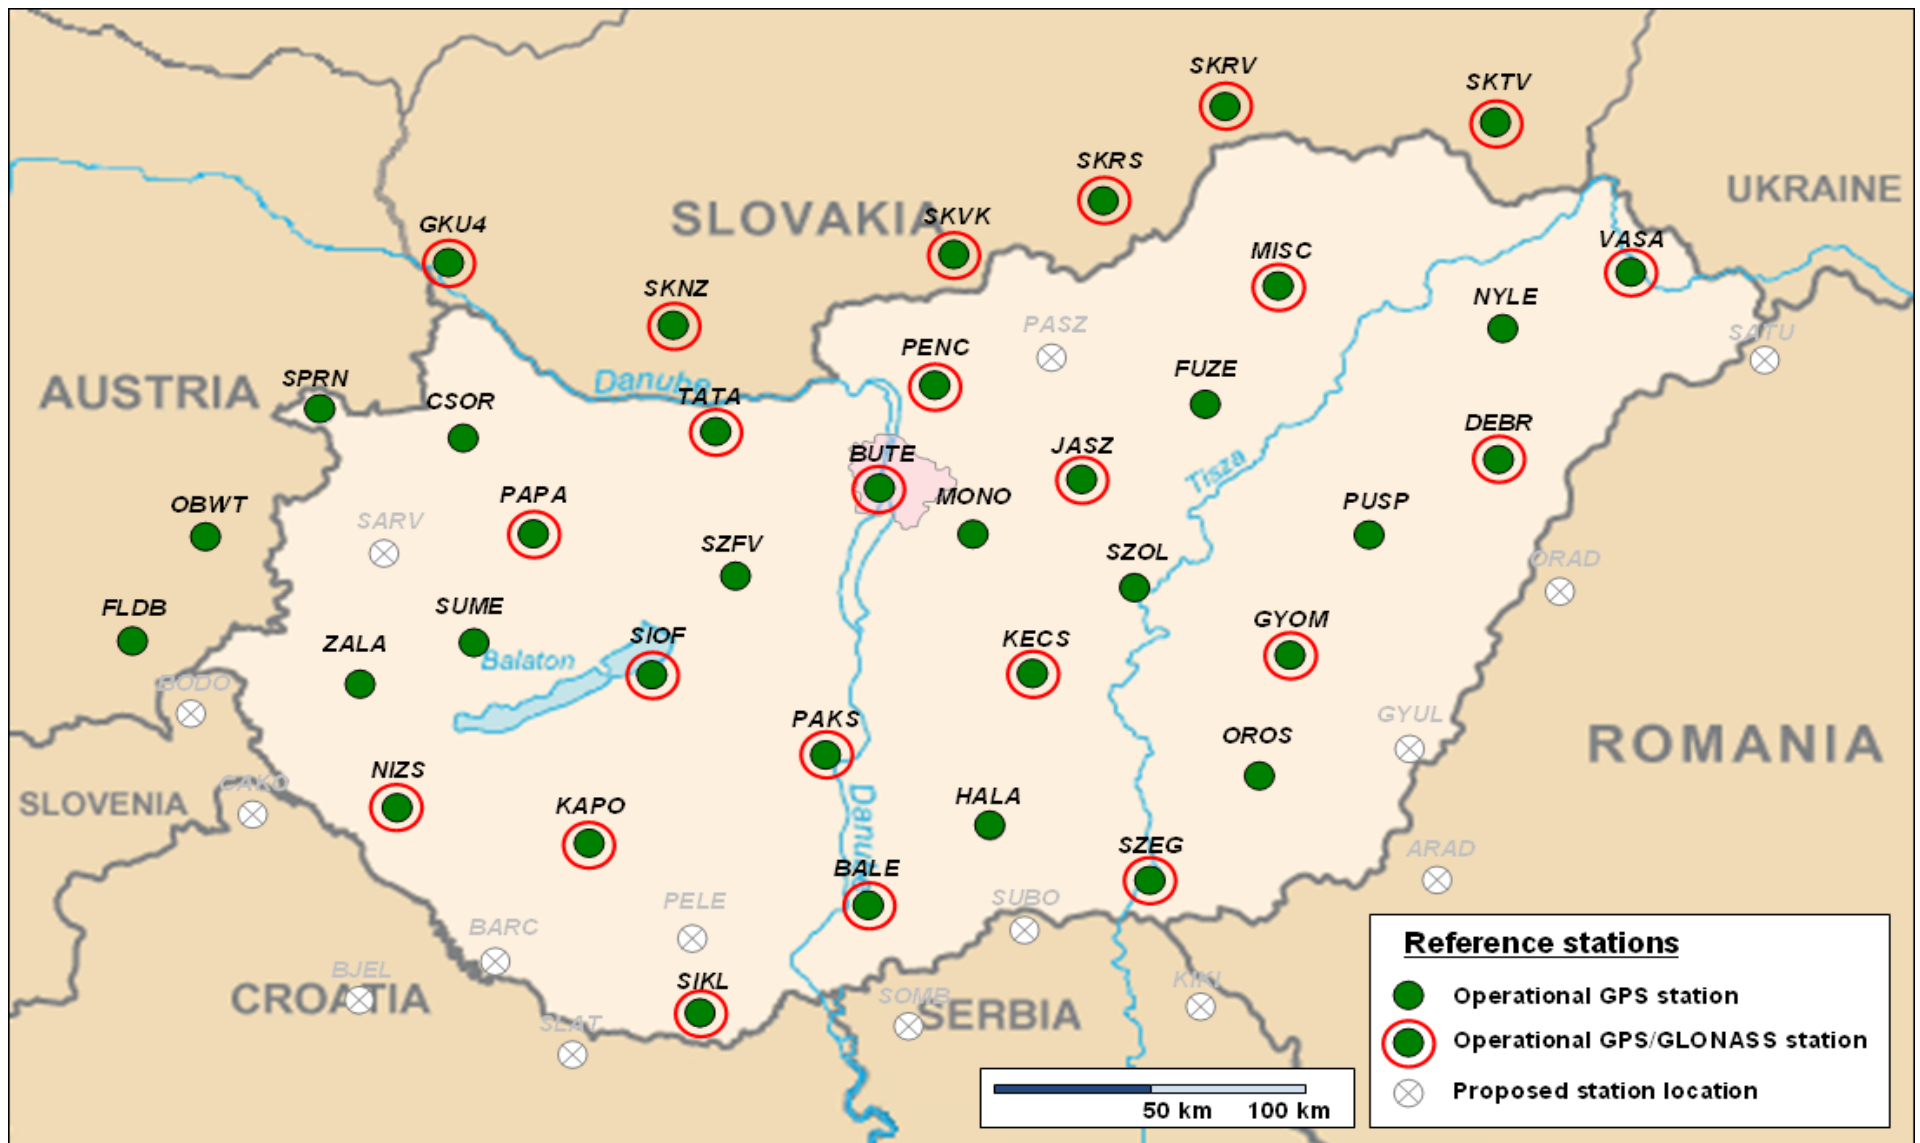 SKRV
SKTV
SKRS
UKRAINE
SLOVAKIA
SKVK
GKU4
VASA
MISC
SKNZ
NYLE
PASZ
SATU
PENC
FUZE
SPRN
AUSTRIA
Danube
TATA
CSOR
DEBR
JASZ
BUTE
Tisza
PAPA
MONO
PUSP
OBWT
SARV
SZFV
SZOL
ORAD
FLDB
SUME
GYOM
SIOF
KECS
ZALA
Balaton
BODO
GYUL
PAKS
OROS
ROMANIA
NIZS
CAKO
SLOVENIA
KAPO
HALA
Danube
SZEG
ARAD
BALE
PELE
SUBO
BARC
BJEL
SIKL
KIKI
CROATIA
SOMB
SERBIA
SLAT
Reference stations
Operational GPS station
Operational GPS/GLONASS station
Proposed station location
50 km 100 km